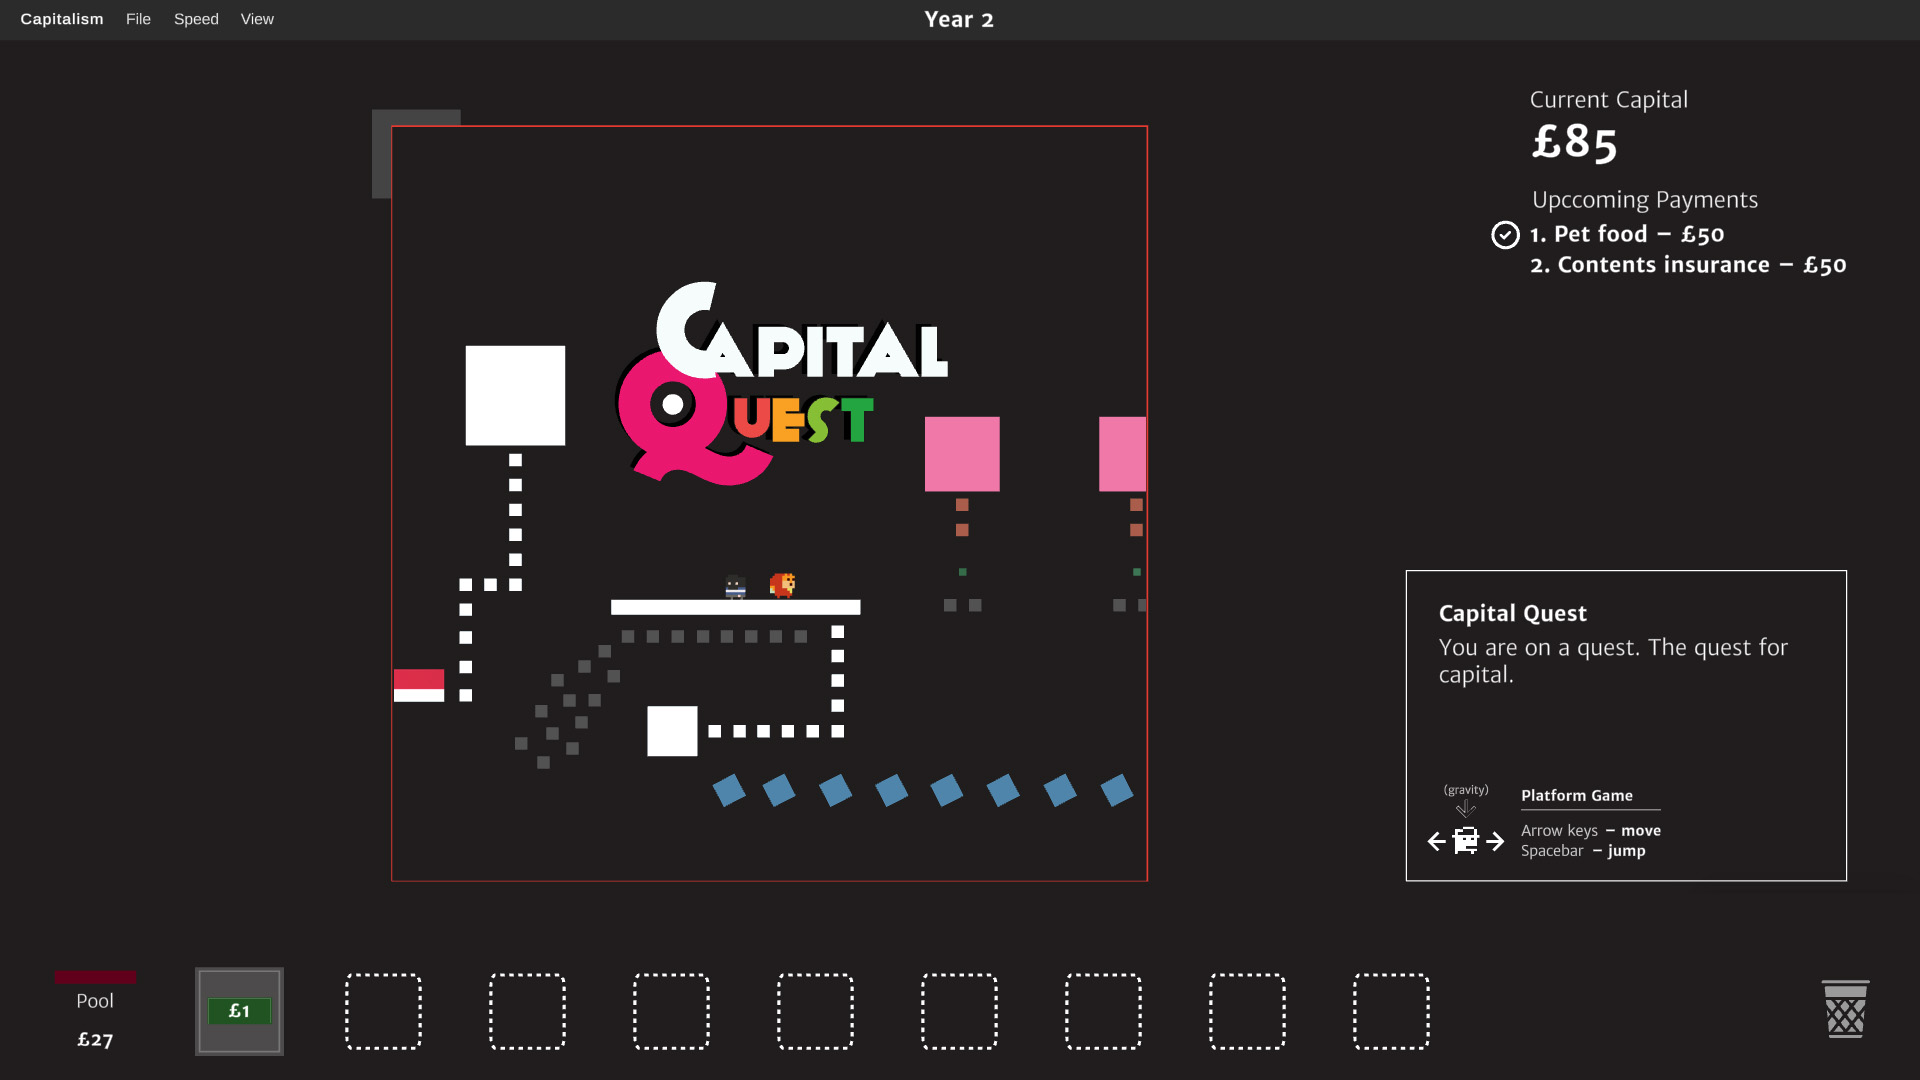 Capitalism File Speed View
Year 2
Current Capital
£85
Upccoming Payments
1. Pet food – £50
2. Contents insurance – £50
CAPITAL
QUEST
Capital Quest
You are on a quest. The quest for
capital.
(gravity)
Platform Game
Arrow keys – move
Spacebar – jump
Pool
£27
£1